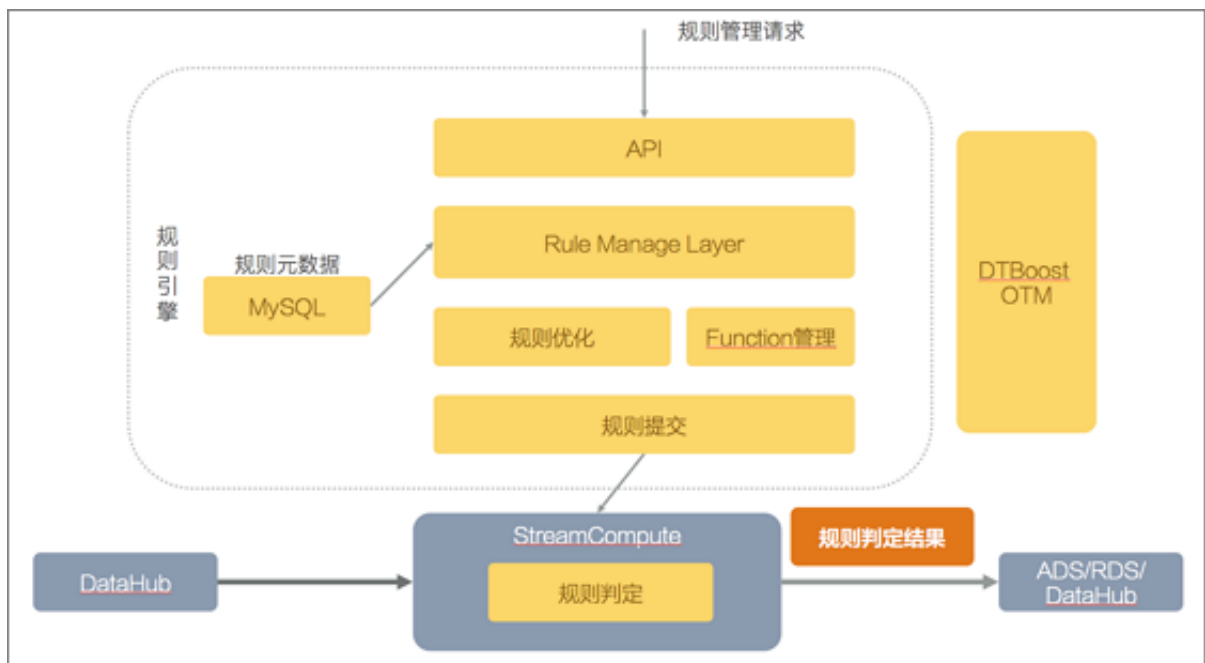 规则管理请求
API
规则引擎
规则元数据
MySQL
Rule Manage Layer
规则优化
Function管理
规则提交
DTBoost
OTM
StreamCompute
规则判定
规则判定结果
DataHub
ADS/RDS/
DataHub